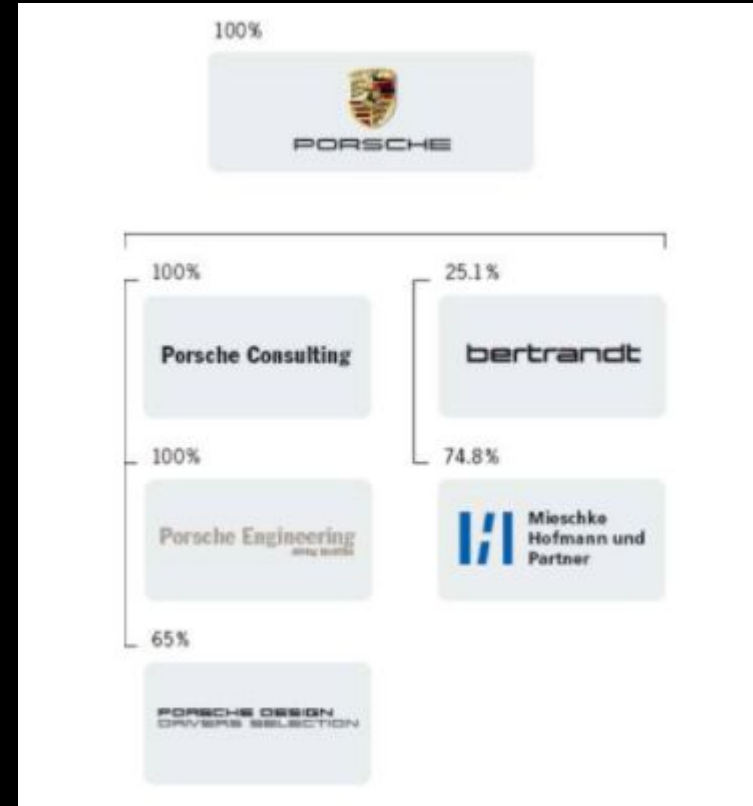 100%
PORSCHE
100%
Porsche Consulting
25.1%
bertrandt
100%
Porsche Engineering
74.8%
Mieschke
Hofmann und
Partner
65%
PORSCHE DESIGN
DRIVERS SELECTION